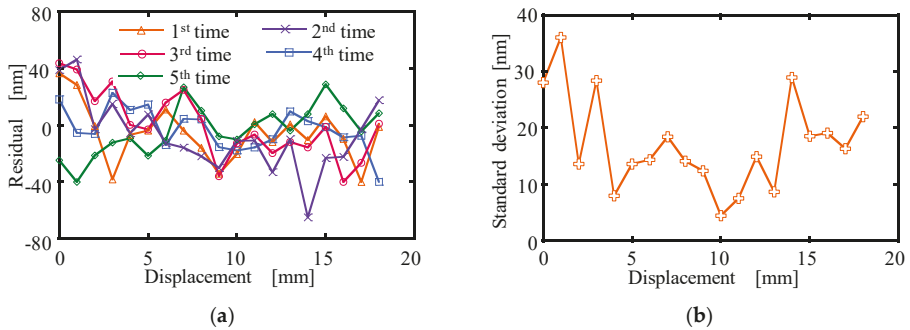 80
40
0
-40
-80
Residual [nm]
1st time
2nd time
3rd time
4th time
5th time
0 5 10 15 20
Displacement [mm]
(a)
40
30
20
10
0
Standard deviation [nm]
0 5 10 15 20
Displacement [mm]
(b)